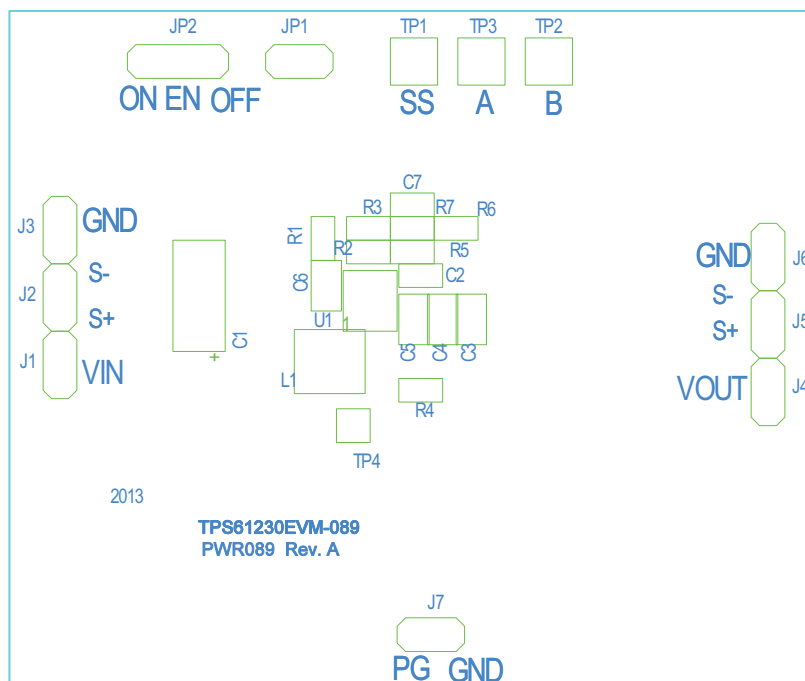 JP2 JP1 TP1 TP3 TP2
ON EN OFF SS A B
C7
J3 GND R1 R3 R7 R6
R2 R5
J2 S- C6 C2
S+ U1 1
J1 VIN + C1 L1 C5 C4 C3
R4
TP4
GND J6
S-
S+ J5
VOUT J4
2013
TPS61230EVM-089
PWR089 Rev. A
J7
PG GND